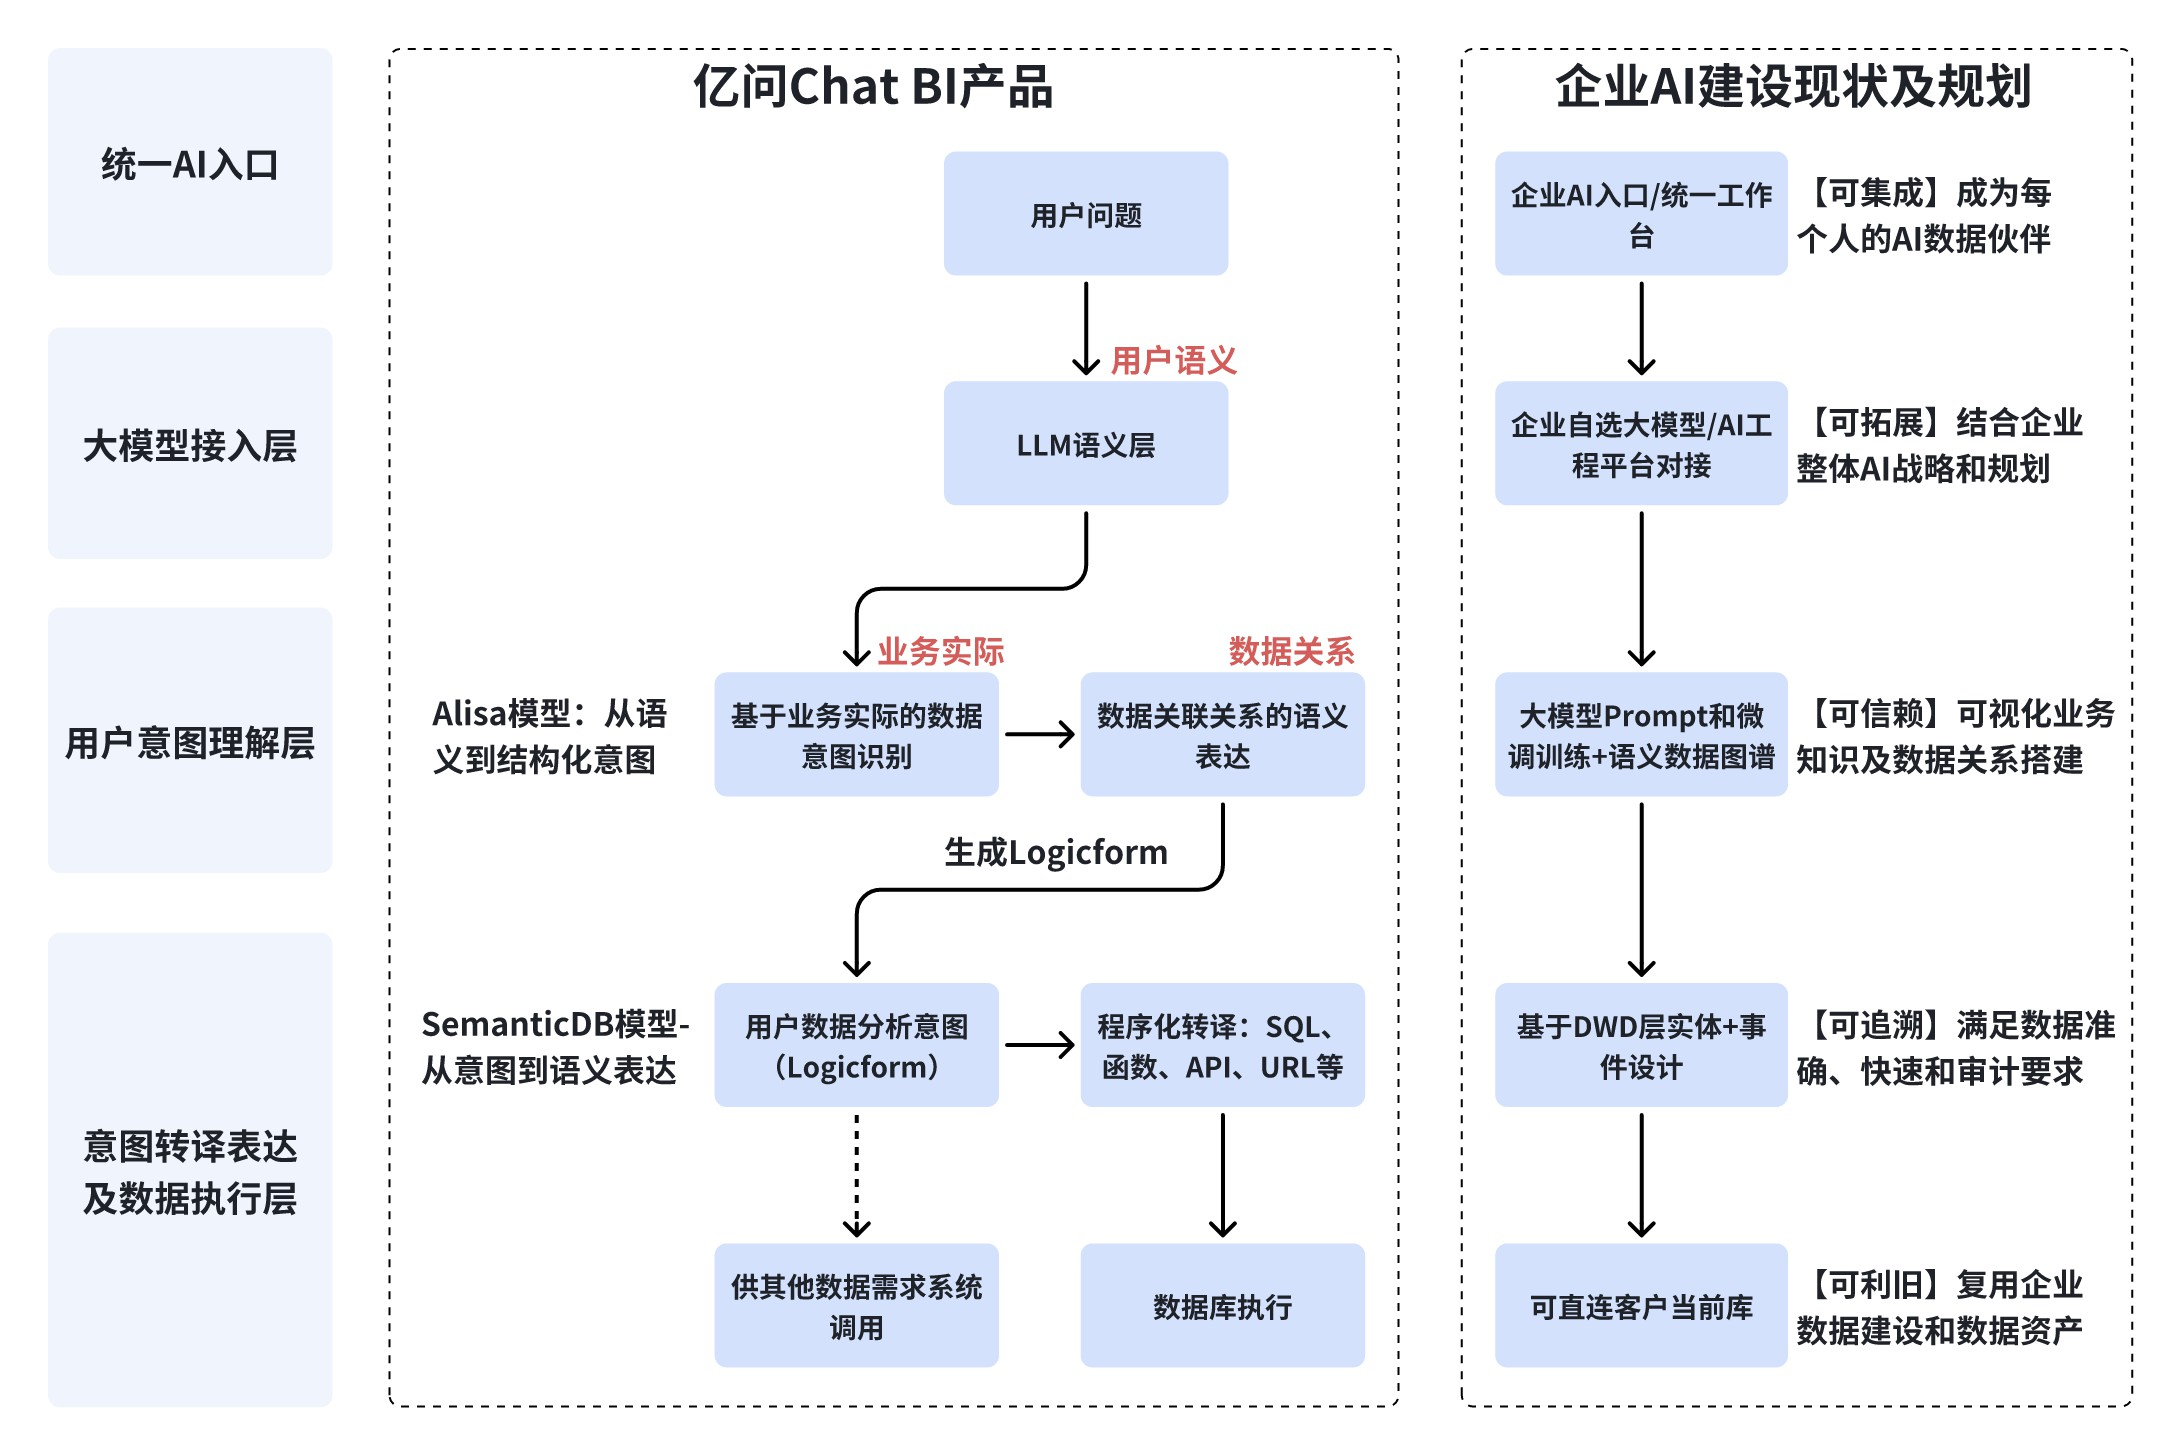 统一AI入口
大模型接入层
用户意图理解层
意图转译表达
及数据执行层
亿问Chat BI产品
用户问题
用户语义
LLM语义层
业务实际
数据关系
Alisa模型：从语
义到结构化意图
基于业务实际的数据
意图识别
数据关联关系的语义
表达
生成Logicform
SemanticDB模型-
从意图到语义表达
用户数据分析意图
（Logicform）
程序化转译：SQL、
函数、API、URL等
供其他数据需求系统
调用
数据库执行
企业AI建设现状及规划
企业AI入口/统一工作
台
【可集成】成为每
个人的AI数据伙伴
企业自选大模型/AI工
程平台对接
【可拓展】结合企业
整体AI战略和规划
大模型Prompt和微
调训练+语义数据图谱
【可信赖】可视化业务
知识及数据关系搭建
基于DWD层实体+事
件设计
【可追溯】满足数据准
确、快速和审计要求
可直连客户当前库
【可利旧】复用企业
数据建设和数据资产